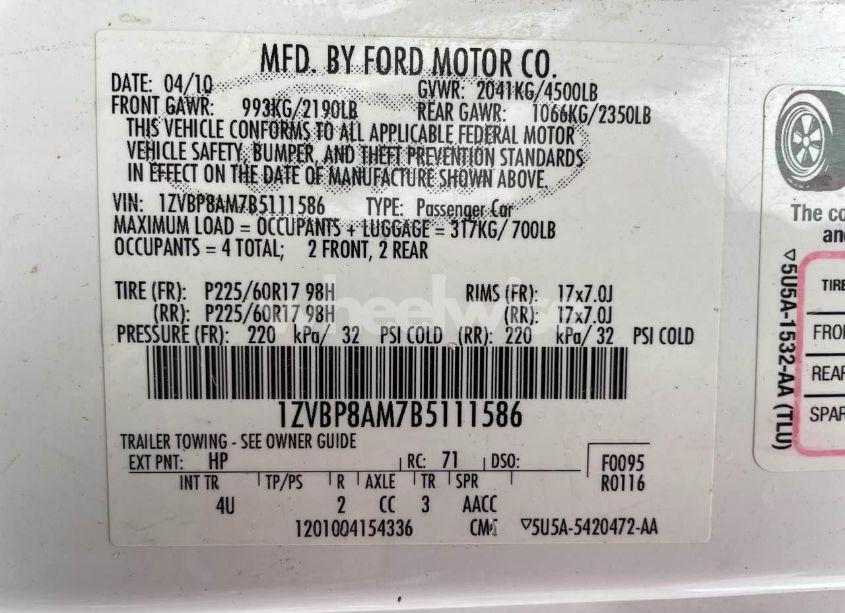 MFD. BY FORD MOTOR CO.
DATE: 04/10 GVWR: 2041KG/4500LB
FRONT GAWR: 993KG/2190LB REAR GAWR: 1066KG/2350LB
THIS VEHICLE CONFORMS TO ALL APPLICABLE FEDERAL MOTOR
VEHICLE SAFETY, BUMPER, AND THEFT PREVENTION STANDARDS
IN EFFECT ON THE DATE OF MANUFACTURE SHOWN ABOVE.
VIN: 1ZVBP8AM7B5111586 TYPE: Passenger Car
MAXIMUM LOAD = OCCUPANTS + LUGGAGE = 317KG/700LB
OCCUPANTS = 4 TOTAL; 2 FRONT, 2 REAR
TIRE (FR): P225/60R17 98H RIMS (FR): 17x7.0J
(RR): P225/60R17 98H (RR): 17x7.0J
PRESSURE (FR): 220 kPa/ 32 PSI COLD (RR): 220 kPa/ 32 PSI COLD
wheelwise
1ZVBP8AM7B5111586
TRAILER TOWING - SEE OWNER GUIDE
EXT PNT: HP RC: 71 DSO: F0095
R0116
INT TR TP/PS R AXLE TR SPR
4U 2 CC 3 AACC
1201004154336 ▽5U5A-5420472-AA
The
and
▽5U5A-1532-AA (TLU)
TIRE
REAR